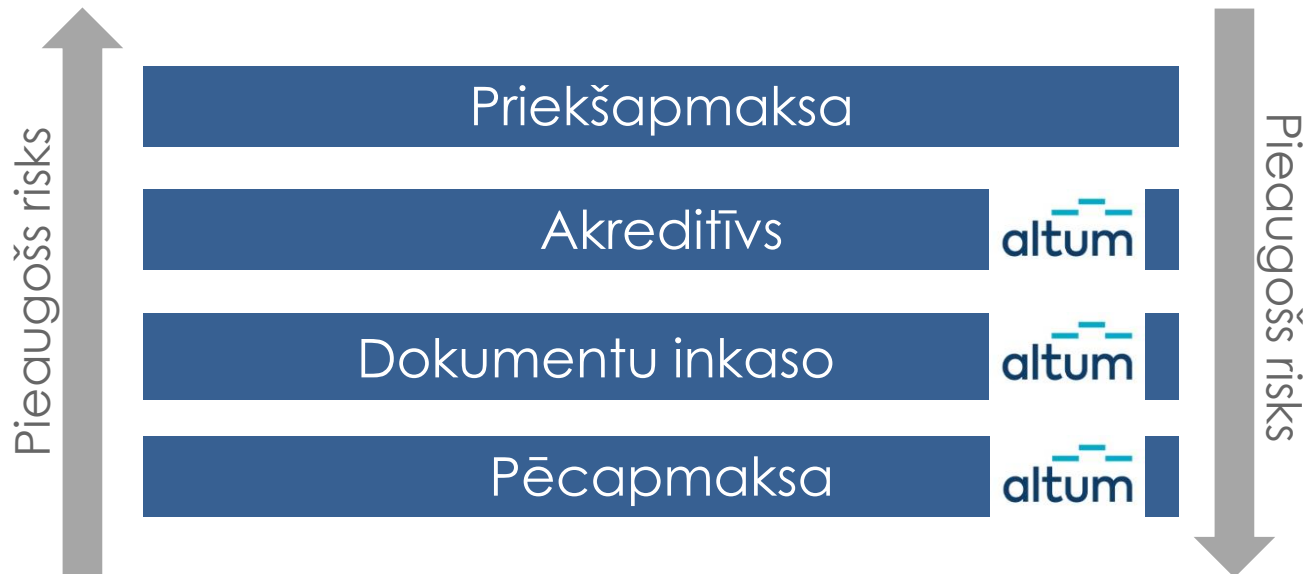 Pieaugošs risks
Priekšapmaksa
Akreditīvs
altum
Dokumentu inkaso
altum
Pēcapmaksa
altum
Pieaugošs risks